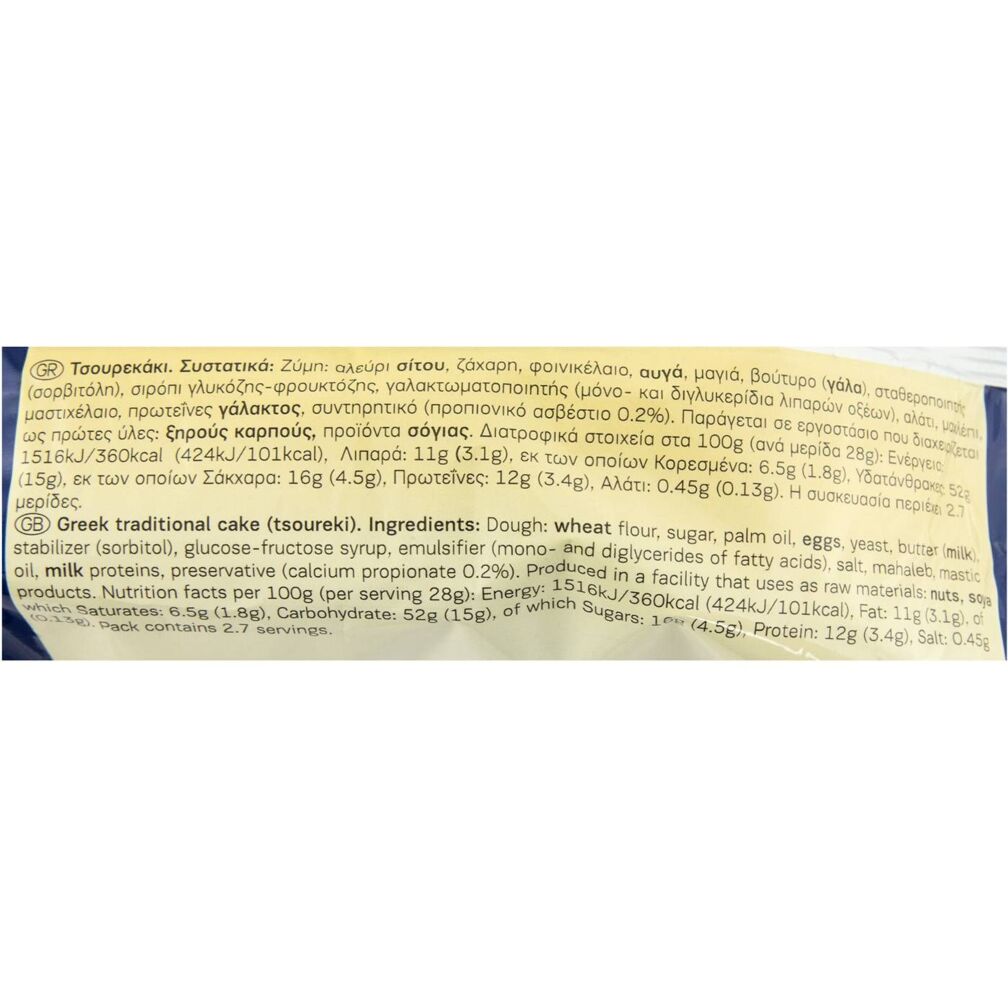 GR Τσουρεκάκι. Συστατικά: Ζύμη: αλεύρι σίτου, ζάχαρη, φοινικέλαιο, αυγά, μαγιά, βούτυρο (γάλα), σταθεροποιητής
(σορβιτόλη), σιρόπι γλυκόζης-φρουκτόζης, γαλακτωματοποιητής (μόνο- και διγλυκερίδια λιπαρών οξέων), αλάτι, μαχλέπι,
μαστιχέλαιο, πρωτεΐνες γάλακτος, συντηρητικό (προπιονικό ασβέστιο 0.2%). Παράγεται σε εργοστάσιο που διαχειρίζεται
ως πρώτες ύλες: ξηρούς καρπούς, προϊόντα σόγιας. Διατροφικά στοιχεία στα 100g (ανά μερίδα 28g): Ενέργεια:
1516kJ/360kcal (424kJ/101kcal), Λιπαρά: 11g (3.1g), εκ των οποίων Κορεσμένα: 6.5g (1.8g), Υδατάνθρακες: 52g
(15g), εκ των οποίων Σάκχαρα: 16g (4.5g), Πρωτεΐνες: 12g (3.4g), Αλάτι: 0.45g (0.13g). Η συσκευασία περιέχει 2.7
μερίδες.
GB Greek traditional cake (tsoureki). Ingredients: Dough: wheat flour, sugar, palm oil, eggs, yeast, butter (milk),
stabilizer (sorbitol), glucose-fructose syrup, emulsifier (mono- and diglycerides of fatty acids), salt, mahaleb, mastic
oil, milk proteins, preservative (calcium propionate 0.2%). Produced in a facility that uses as raw materials: nuts, soya
products. Nutrition facts per 100g (per serving 28g): Energy: 1516kJ/360kcal (424kJ/101kcal), Fat: 11g (3.1g), of
which Saturates: 6.5g (1.8g), Carbohydrate: 52g (15g), of which Sugars: (4.5g), Protein: 12g (3.4g), Salt: 0.45g
(0.13g). Pack contains 2.7 servings.